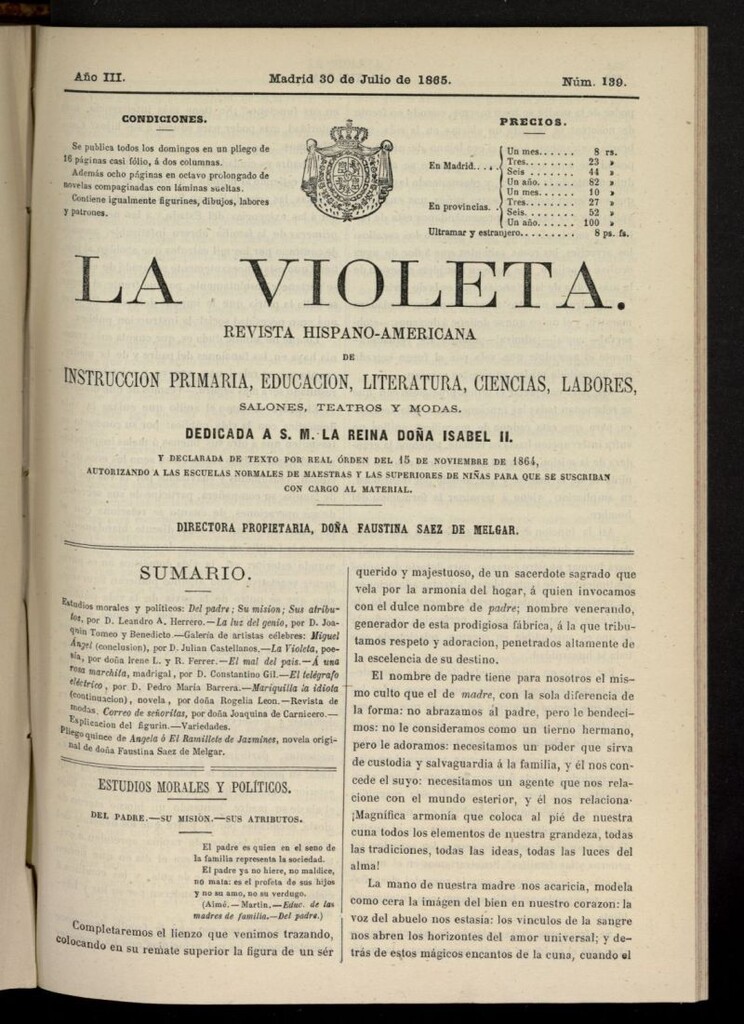 Año III.
Madrid 30 de Julio de 1865.
Núm. 139.
CONDICIONES.
Se publica todos los domingos en un pliego de
16 páginas casi fólio, á dos columnas.
Además ocho páginas en octavo prolongado de
novelas compaginadas con láminas sueltas.
Contiene igualmente figurines, dibujos, labores
y patrones.
PRECIOS.
En Madrid....
Un mes...... 8 rs.
Tres........ 23 »
Seis........ 44 »
Un año...... 82 »
En provincias.
Un mes...... 10 »
Tres........ 27 »
Seis........ 52 »
Un año...... 100 »
Ultramar y estranjero......... 8 ps. fs.
LA VIOLETA.
REVISTA HISPANO-AMERICANA
DE
INSTRUCCION PRIMARIA, EDUCACION, LITERATURA, CIENCIAS, LABORES,
SALONES, TEATROS Y MODAS.
DEDICADA A S. M. LA REINA DOÑA ISABEL II.
Y DECLARADA DE TEXTO POR REAL ÓRDEN DEL 15 DE NOVIEMBRE DE 1864,
AUTORIZANDO A LAS ESCUELAS NORMALES DE MAESTRAS Y LAS SUPERIORES DE NIÑAS PARA QUE SE SUSCRIBAN
CON CARGO AL MATERIAL.
DIRECTORA PROPIETARIA, DOÑA FAUSTINA SAEZ DE MELGAR.
SUMARIO.
Estudios morales y políticos: Del padre; Su mision; Sus atribu-
tos, por D. Leandro A. Herrero.—La luz del genio, por D. Joa-
quin Tomeo y Benedicto.—Galería de artistas célebres: Miguel
Angel (conclusion), por D. Julian Castellanos.—La Violeta, poe-
sía, por doña Irene L. y R. Ferrer.—El mal del pais.—Á una
rosa marchita, madrigal, por D. Constantino Gil.—El telégrafo
eléctrico, por D. Pedro María Barrera.—Mariquilla la idiota
(continuacion), novela, por doña Rogelia Leon.—Revista de
modas. Correo de señoritas, por doña Joaquina de Carnicero.—
Esplicacion del figurin.—Variedades.
Pliego quince de Angela ó El Ramillete de Jazmines, novela origi-
nal de doña Faustina Saez de Melgar.
ESTUDIOS MORALES Y POLÍTICOS.
DEL PADRE.—SU MISION.—SUS ATRIBUTOS.
El padre es quien en el seno de
la familia representa la sociedad.
El padre ya no hiere, no maldice,
no mata: es el profeta de sus hijos
y no su amo, no su verdugo.
(Aimé.—Martin.—Educ. de las
madres de familia.—Del padre.)
Completaremos el lienzo que venimos trazando,
colocando en su remate superior la figura de un sér
querido y majestuoso, de un sacerdote sagrado que
vela por la armonía del hogar, á quien invocamos
con el dulce nombre de padre; nombre venerando,
generador de esta prodigiosa fábrica, á la que tribu-
tamos respeto y adoracion, penetrados altamente de
la escelencia de su destino.
El nombre de padre tiene para nosotros el mis-
mo culto que el de madre, con la sola diferencia de
la forma: no abrazamos al padre, pero le bendeci-
mos: no le consideramos como un tierno hermano,
pero le adoramos: necesitamos un poder que sirva
de custodia y salvaguardia á la familia, y él nos con-
cede el suyo: necesitamos un agente que nos rela-
cione con el mundo esterior, y él nos relaciona.
¡Magnífica armonía que coloca al pié de nuestra
cuna todos los elementos de nuestra grandeza, todas
las tradiciones, todas las ideas, todas las luces del
alma!
La mano de nuestra madre nos acaricia, modela
como cera la imágen del bien en nuestro corazon: la
voz del abuelo nos estasía: los vínculos de la sangre
nos abren los horizontes del amor universal; y de-
trás de estos mágicos encantos de la cuna, cuando el